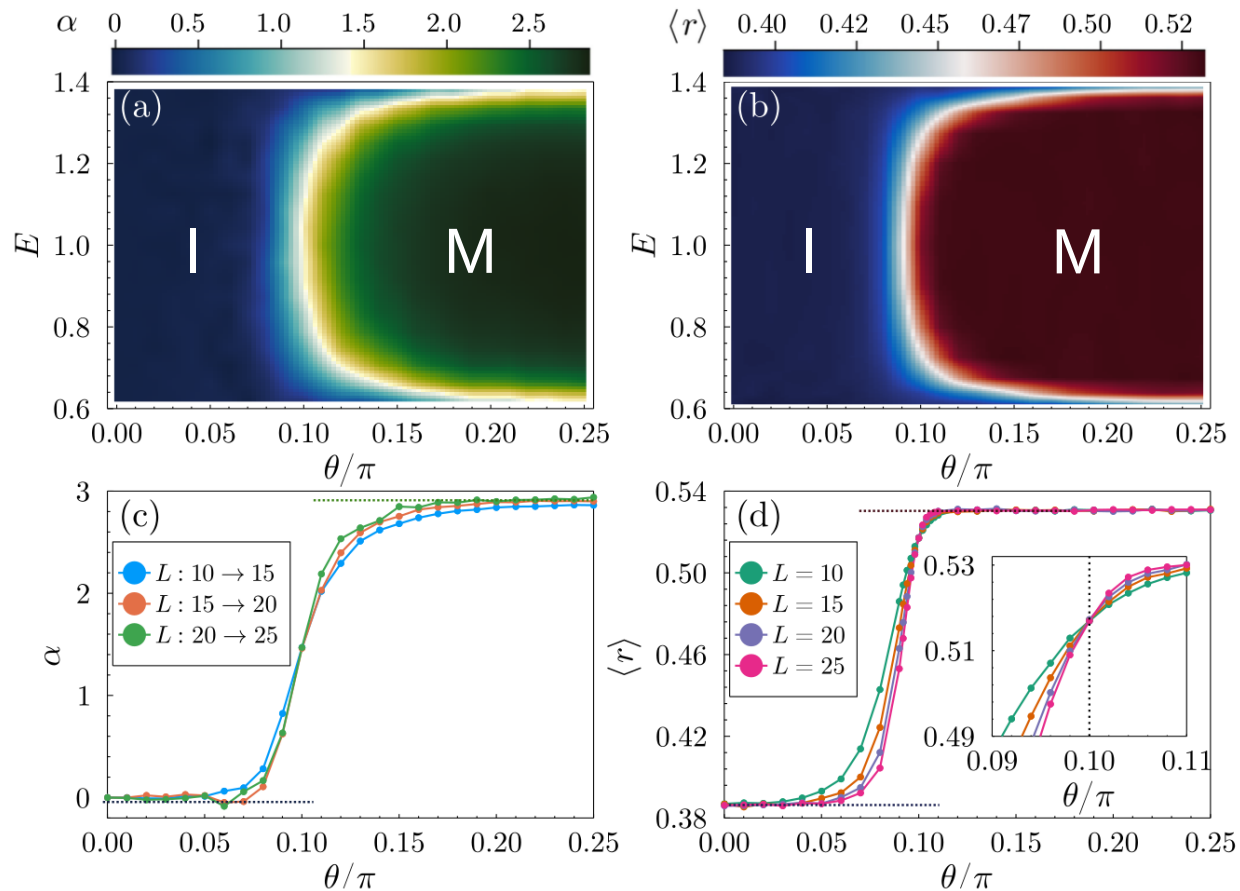 α 0 0.5 1.0 1.5 2.0 2.5
(a)
1.4
1.2
1.0
0.8
0.6
E
I
M
0.00 0.05 0.10 0.15 0.20 0.25
θ/π
⟨r⟩ 0.40 0.42 0.45 0.47 0.50 0.52
(b)
1.4
1.2
1.0
0.8
0.6
E
I
M
0.00 0.05 0.10 0.15 0.20 0.25
θ/π
(c)
3
2
1
0
α
L : 10 → 15
L : 15 → 20
L : 20 → 25
0.00 0.05 0.10 0.15 0.20 0.25
θ/π
(d)
0.54
0.50
0.46
0.42
0.38
⟨r⟩
L = 10
L = 15
L = 20
L = 25
0.53
0.51
0.49
0.09 0.10 0.11
θ/π
0.00 0.05 0.10 0.15 0.20 0.25
θ/π